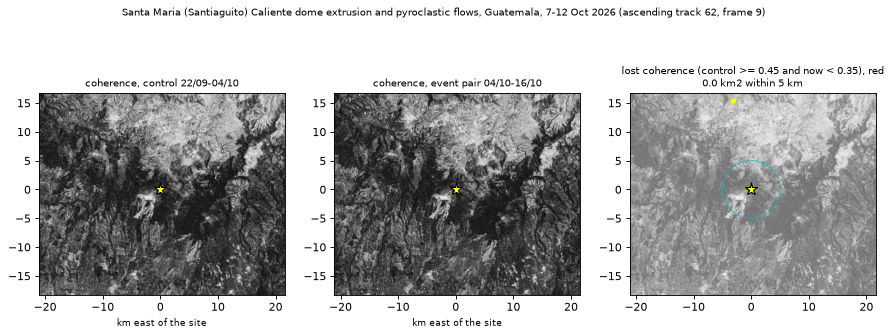 Santa Maria (Santiaguito) Caliente dome extrusion and pyroclastic flows, Guatemala, 7-12 Oct 2026 (ascending track 62, frame 9)
coherence, control 22/09-04/10
coherence, event pair 04/10-16/10
lost coherence (control >= 0.45 and now < 0.35), red
0.0 km2 within 5 km
15 15 15
10 10 10
5 5 5
0 0 0
−5 −5 −5
−10 −10 −10
−15 −15 −15
−20 −10 0 10 20 −20 −10 0 10 20 −20 −10 0 10 20
km east of the site km east of the site